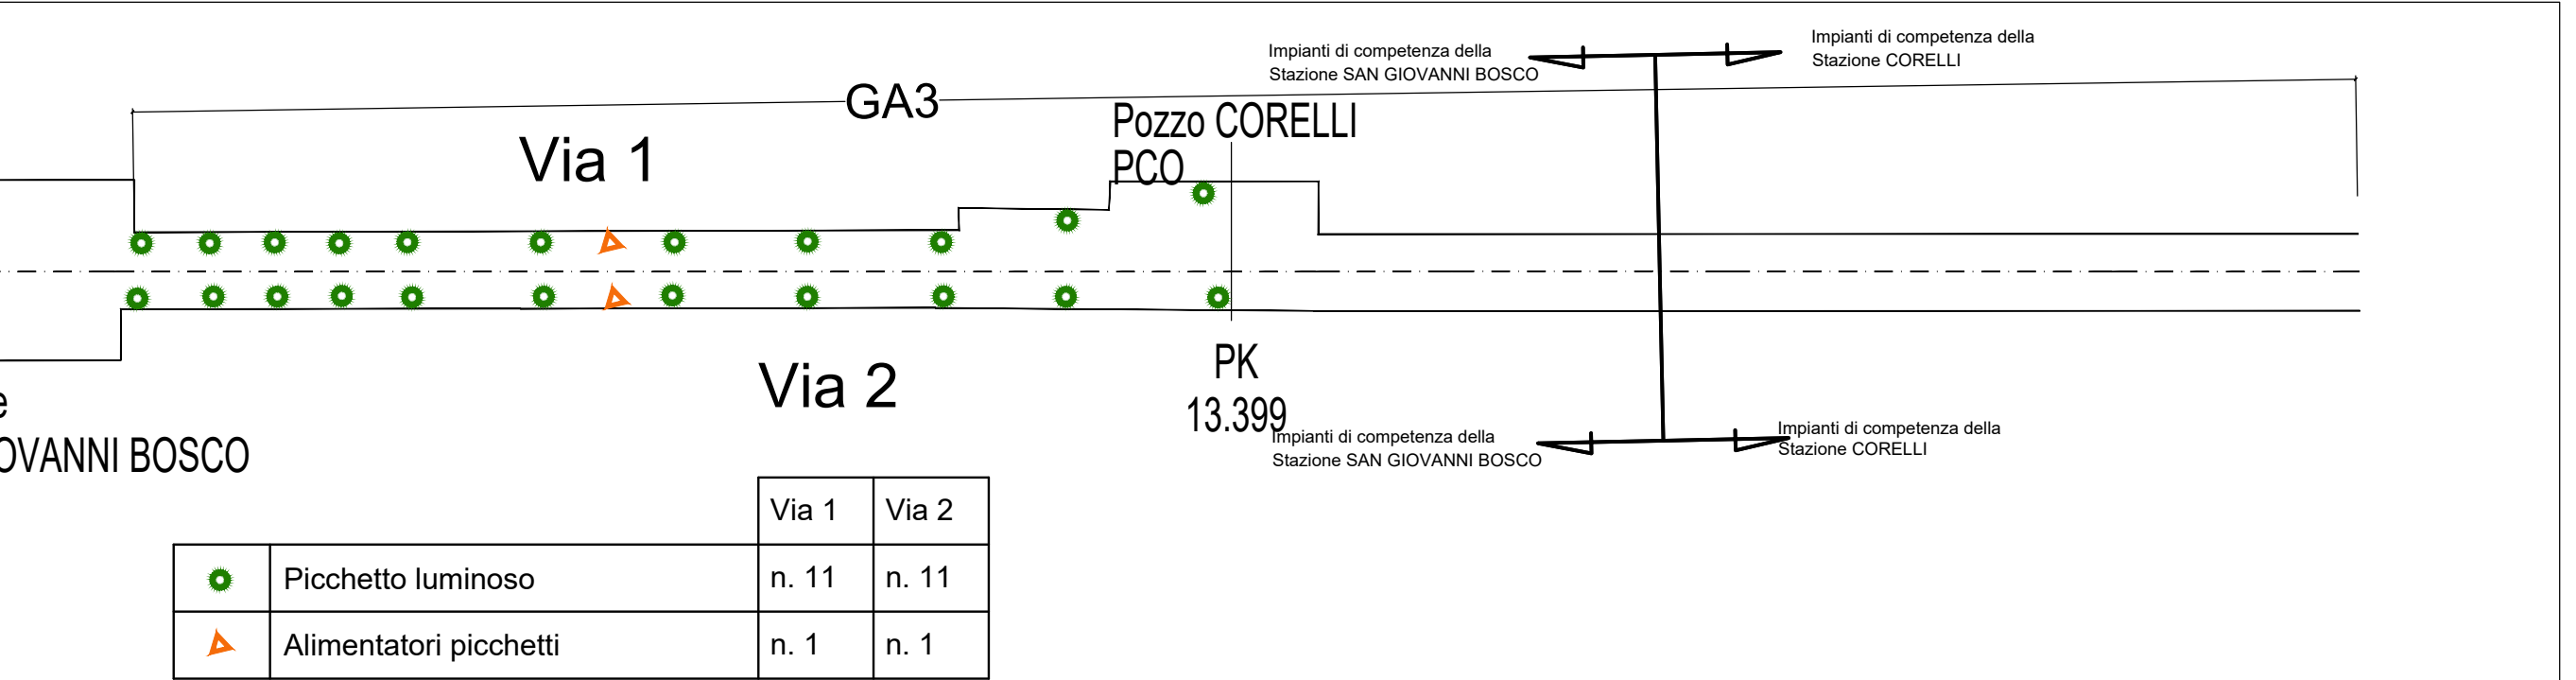 Impianti di competenza della
Stazione SAN GIOVANNI BOSCO
Impianti di competenza della
Stazione CORELLI
GA3
Pozzo CORELLI
PCO
Via 1
Via 2
PK
13.399
Impianti di competenza della
Stazione SAN GIOVANNI BOSCO
Impianti di competenza della
Stazione CORELLI
e
OVANNI BOSCO
Via 1 Via 2
Picchetto luminoso n. 11 n. 11
Alimentatori picchetti n. 1 n. 1